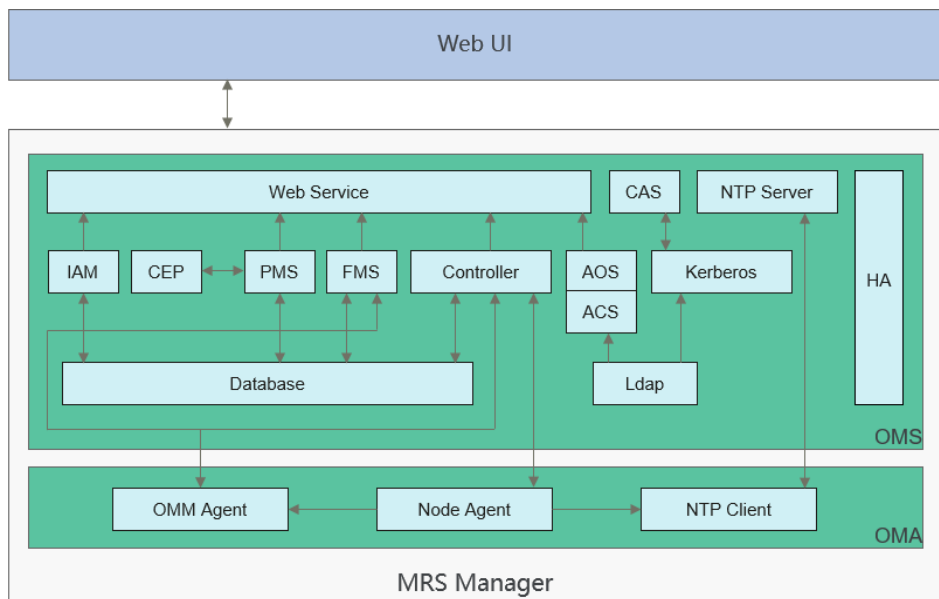 Web UI
Web Service
CAS
NTP Server
IAM
CEP
PMS
FMS
Controller
AOS
Kerberos
HA
ACS
Database
Ldap
OMS
OMM Agent
Node Agent
NTP Client
OMA
MRS Manager